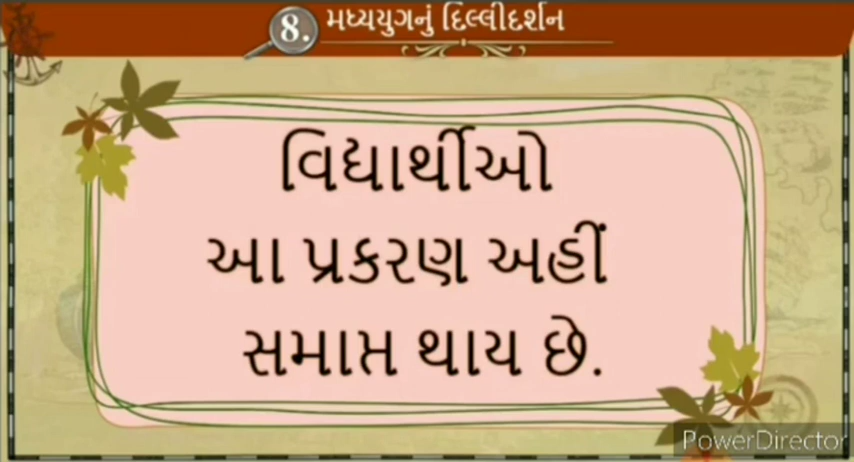 8. મધ્યયુગનું દિલ્લીદર્શન
વિદ્યાર્થીઓ
આ પ્રકરણ અહીં
સમાપ્ત થાય છે.
PowerDirector